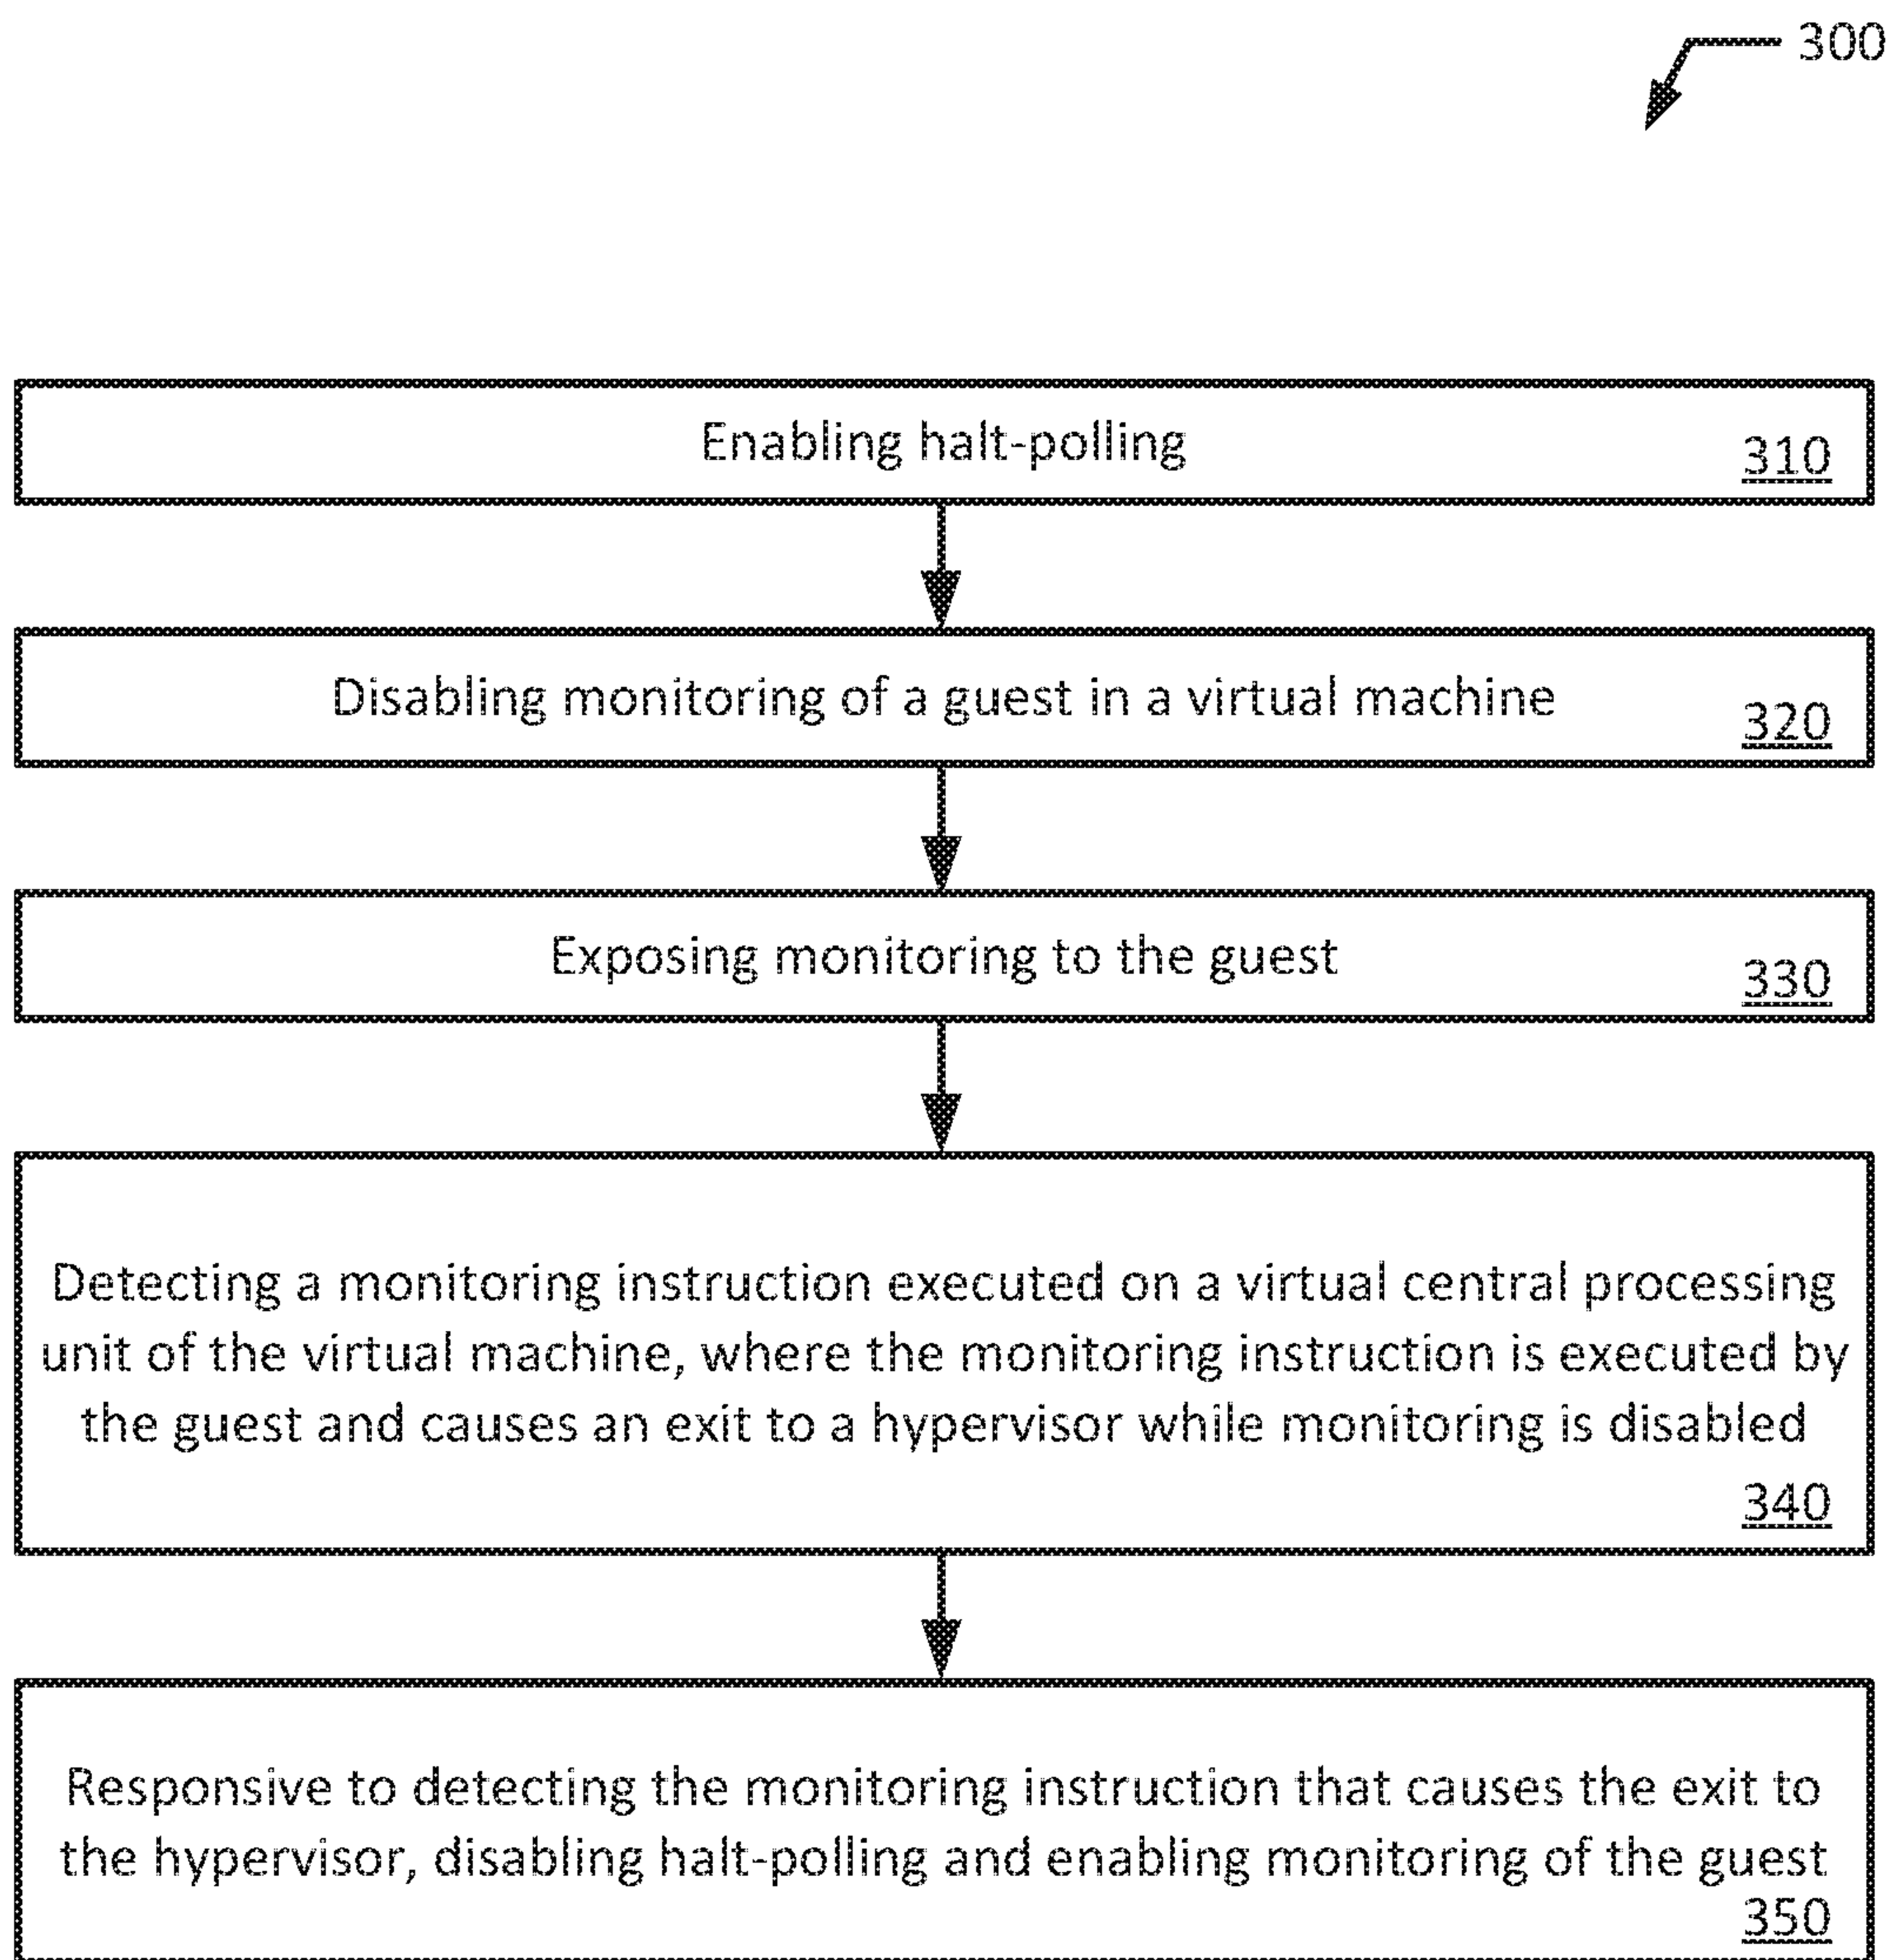 300
Enabling halt-polling
310
Disabling monitoring of a guest in a virtual machine
320
Exposing monitoring to the guest
330
Detecting a monitoring instruction executed on a virtual central processing
unit of the virtual machine, where the monitoring instruction is executed by
the guest and causes an exit to a hypervisor while monitoring is disabled
340
Responsive to detecting the monitoring instruction that causes the exit to
the hypervisor, disabling halt-polling and enabling monitoring of the guest
350